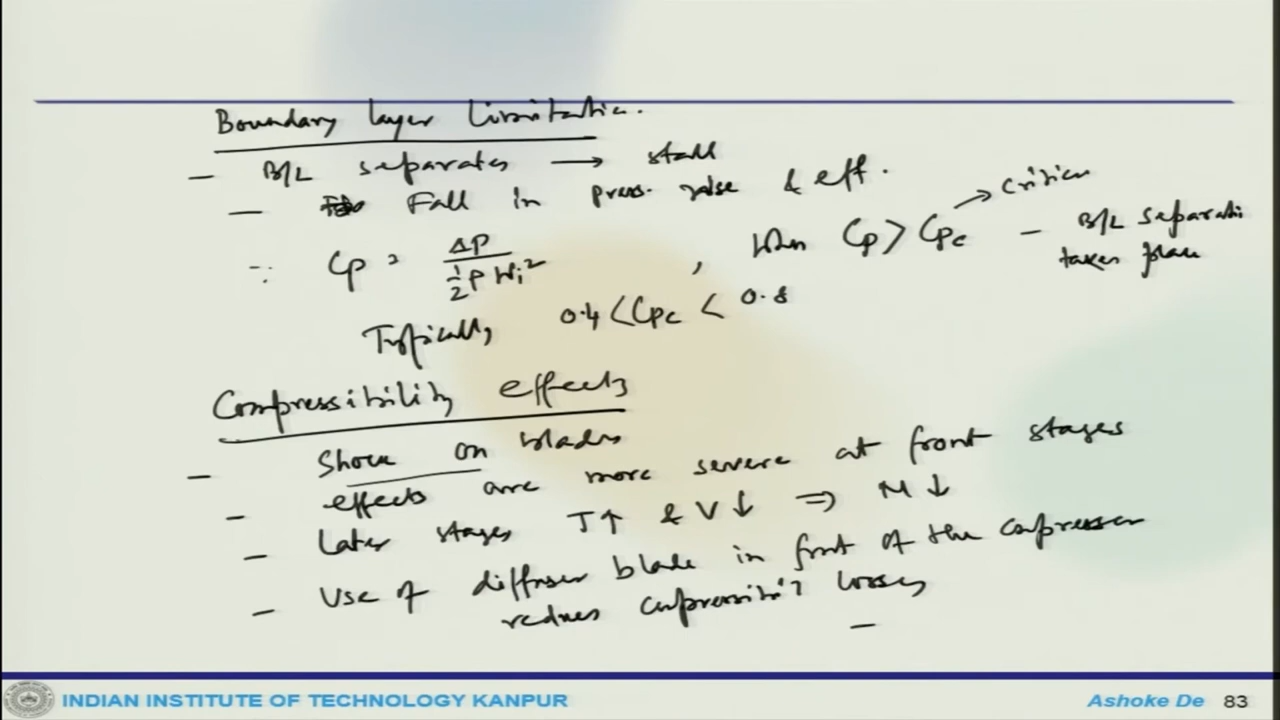 Boundary layer Limitation.
- B/L separates → stall
- Fall in press. raise & eff.
∵ Cp = ΔP / ½ ρ W₁² , When Cp > Cpc → critical - B/L separation takes place
Typically, 0.4 < Cpc < 0.8
Compressibility effects
- Shock on blades
- effects are more severe at front stages
- Later stages T↑ & V↓ ⇒ M↓
- Use of diffuser blade in front of the compressor
reduces compressibility losses
-
INDIAN INSTITUTE OF TECHNOLOGY KANPUR
Ashoke De 83